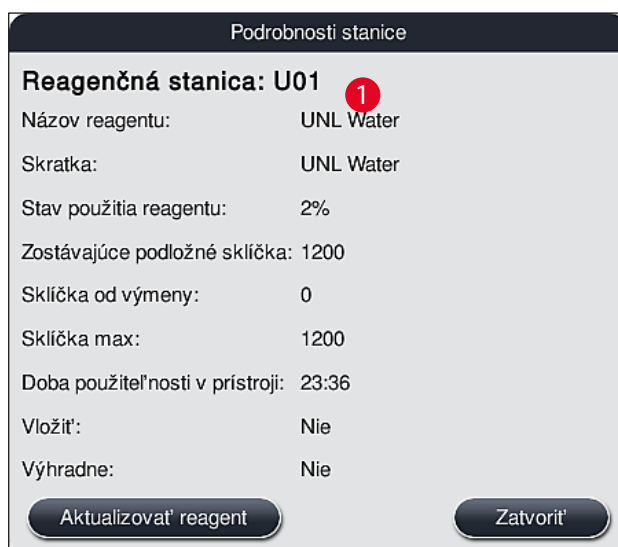 Podrobnosti stanice
Reagenčná stanica: U01
1
Názov reagentu: UNL Water
Skratka: UNL Water
Stav použitia reagentu: 2%
Zostávajúce podložné sklíčka: 1200
Sklíčka od výmeny: 0
Sklíčka max: 1200
Doba použiteľnosti v prístroji: 23:36
Vložiť: Nie
Výhradne: Nie
Aktualizovať reagent Zatvoriť